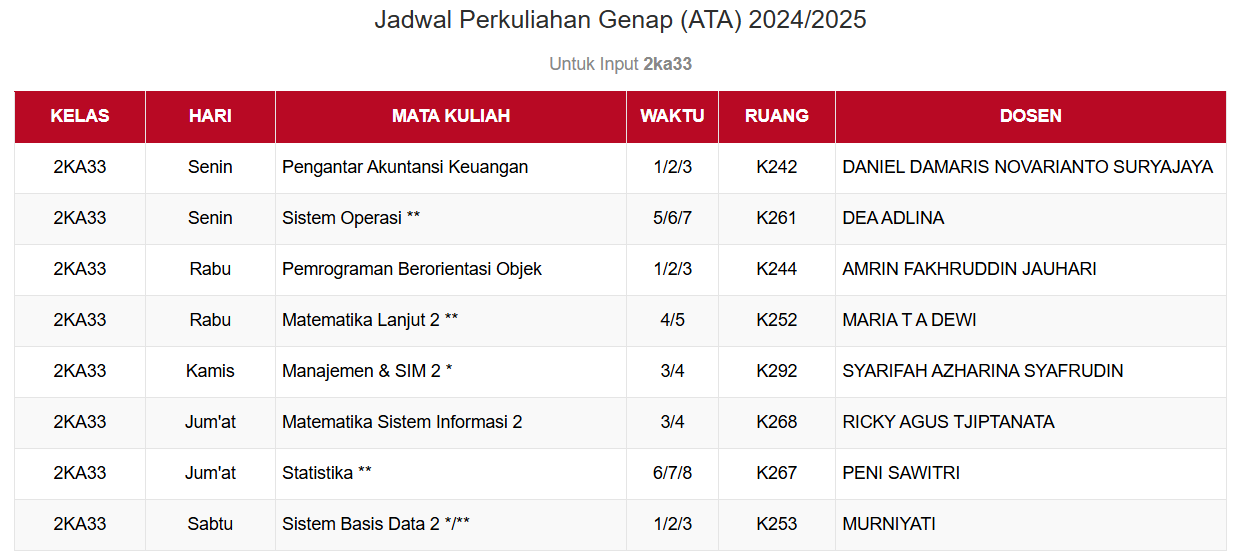 Jadwal Perkuliahan Genap (ATA) 2024/2025
Untuk Input 2ka33
KELAS HARI MATA KULIAH WAKTU RUANG DOSEN
2KA33 Senin Pengantar Akuntansi Keuangan 1/2/3 K242 DANIEL DAMARIS NOVARIANTO SURYAJAYA
2KA33 Senin Sistem Operasi ** 5/6/7 K261 DEA ADLINA
2KA33 Rabu Pemrograman Berorientasi Objek 1/2/3 K244 AMRIN FAKHRUDDIN JAUHARI
2KA33 Rabu Matematika Lanjut 2 ** 4/5 K252 MARIA T A DEWI
2KA33 Kamis Manajemen & SIM 2 * 3/4 K292 SYARIFAH AZHARINA SYAFRUDIN
2KA33 Jum'at Matematika Sistem Informasi 2 3/4 K268 RICKY AGUS TJIPTANATA
2KA33 Jum'at Statistika ** 6/7/8 K267 PENI SAWITRI
2KA33 Sabtu Sistem Basis Data 2 */** 1/2/3 K253 MURNIYATI